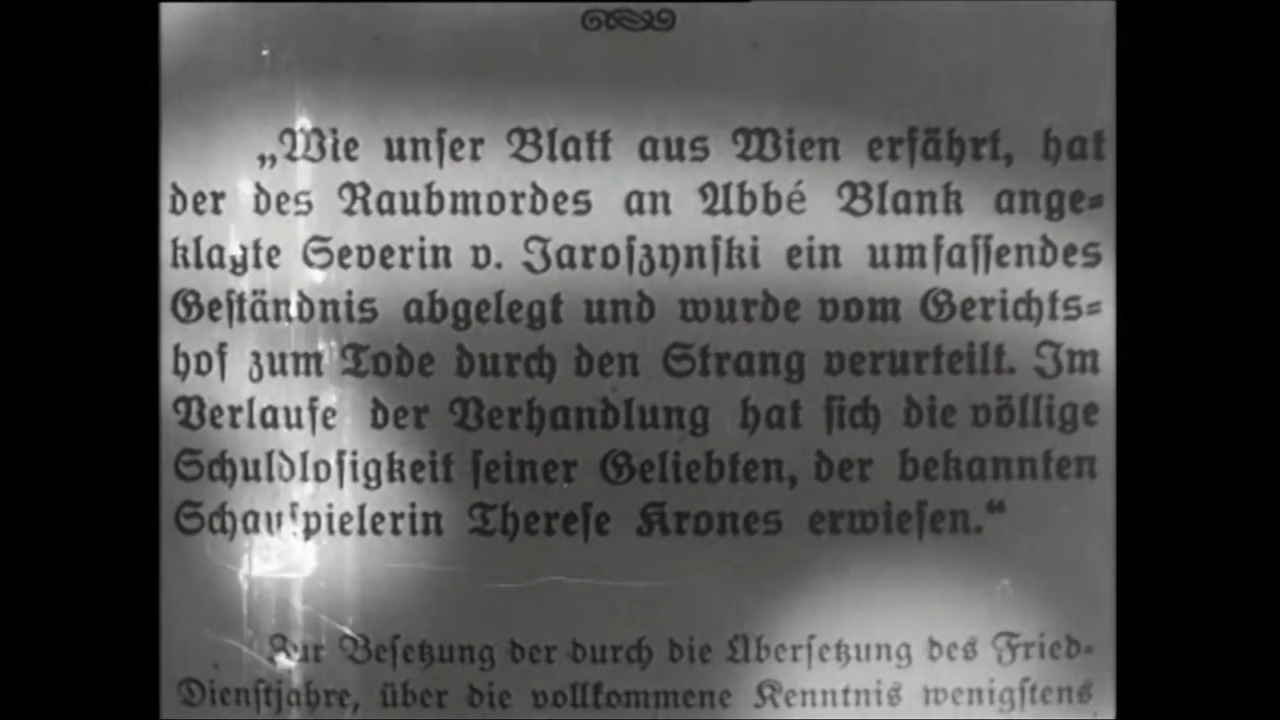 „Wie unser Blatt aus Wien erfährt, hat
der des Raubmordes an Abbé Blank ange=
klagte Severin v. Jaroszynski ein umfassendes
Geständnis abgelegt und wurde vom Gerichts=
hof zum Tode durch den Strang verurteilt. Im
Verlaufe der Verhandlung hat sich die völlige
Schuldlosigkeit seiner Geliebten, der bekannten
Schauspielerin Therese Krones erwiesen.“
Zur Besetzung der durch die Übersetzung des Fried-
Dienstjahre, über die vollkommene Kenntnis wenigstens